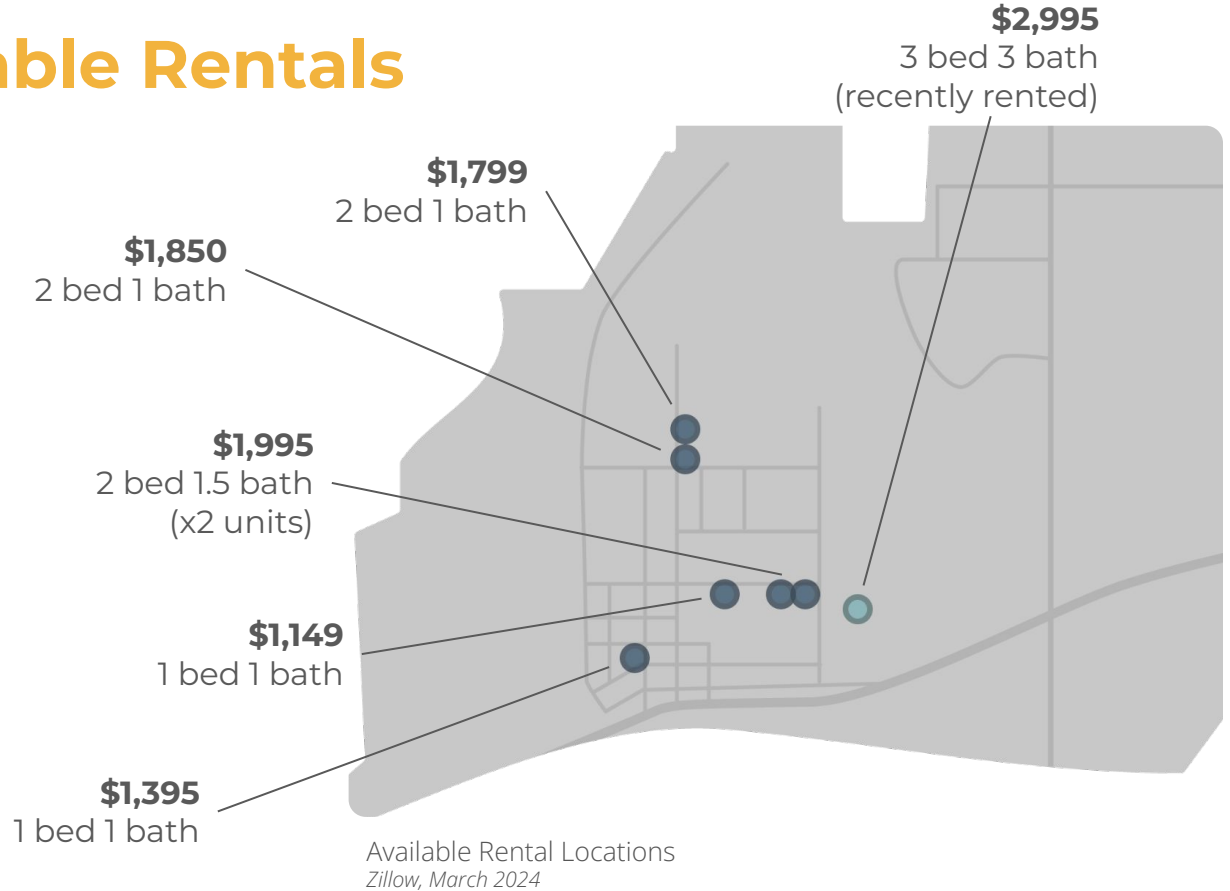 Rentals
$2,995
3 bed 3 bath
(recently rented)
$1,799
2 bed 1 bath
$1,850
2 bed 1 bath
$1,995
2 bed 1.5 bath
(x2 units)
$1,149
1 bed 1 bath
$1,395
1 bed 1 bath
Available Rental Locations
Zillow, March 2024